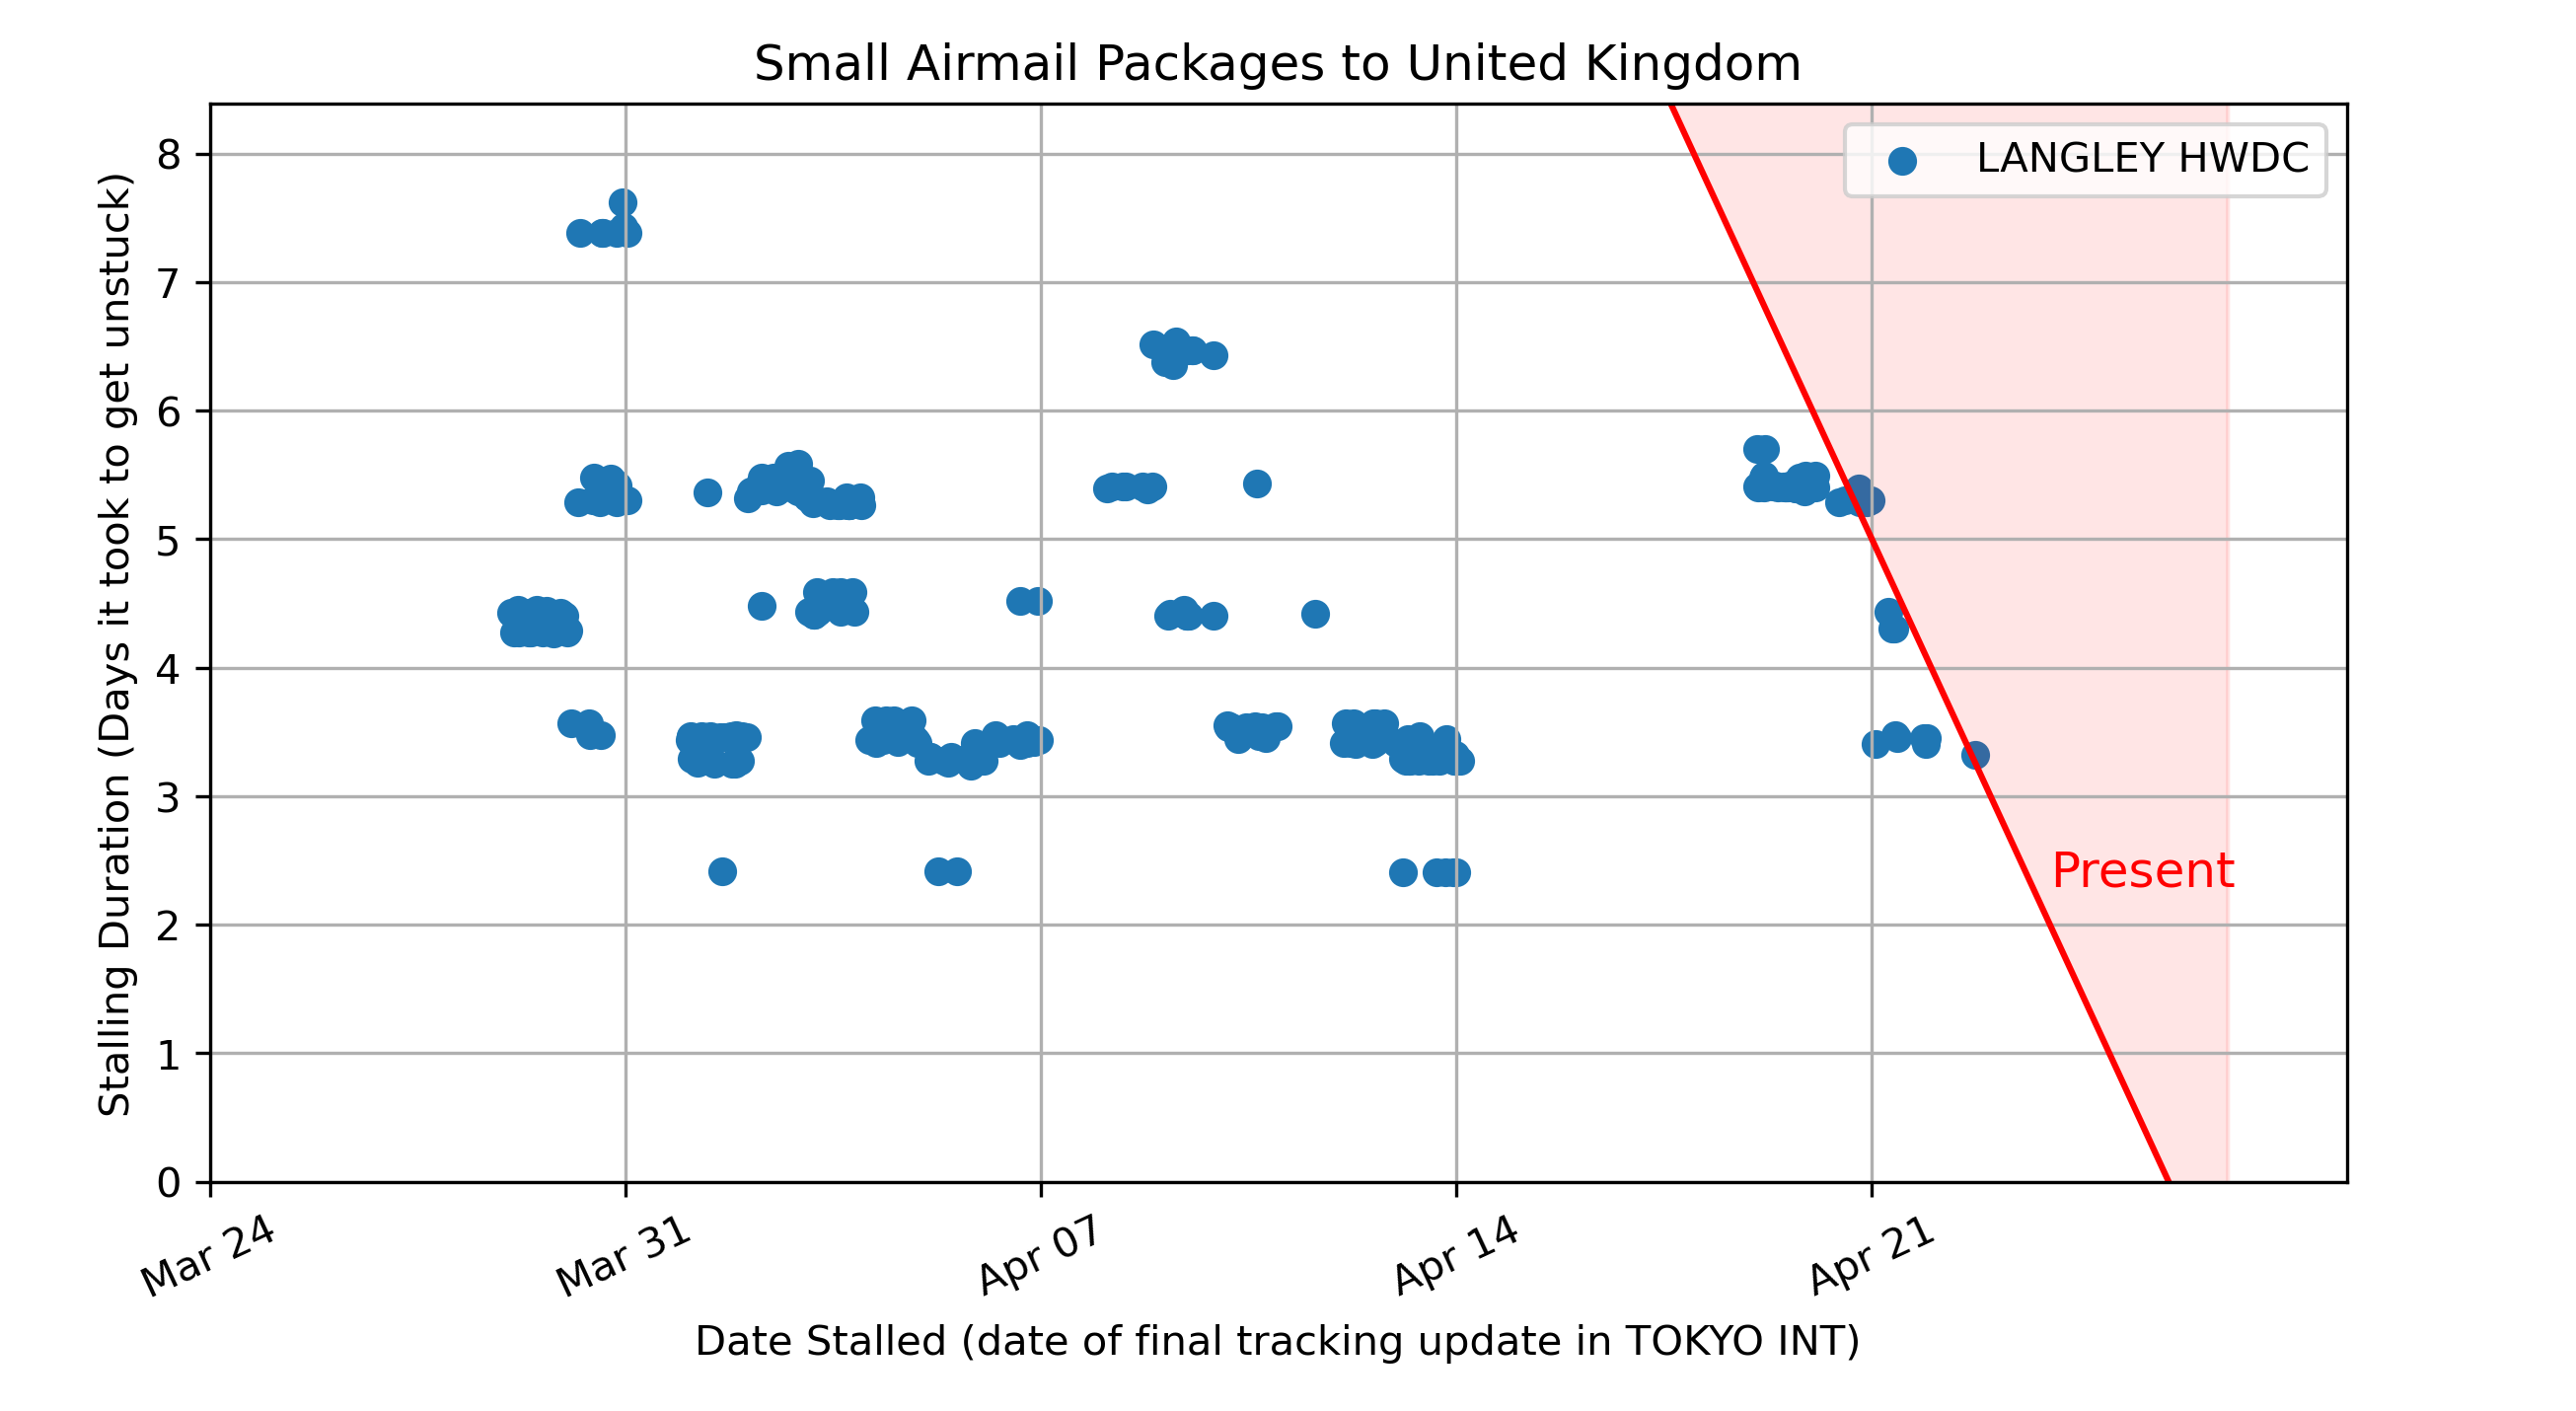 Small Airmail Packages to United Kingdom
LANGLEY HWDC
Stalling Duration (Days it took to get unstuck)
8
7
6
5
4
3
2
1
0
Present
Mar 24
Mar 31
Apr 07
Apr 14
Apr 21
Date Stalled (date of final tracking update in TOKYO INT)